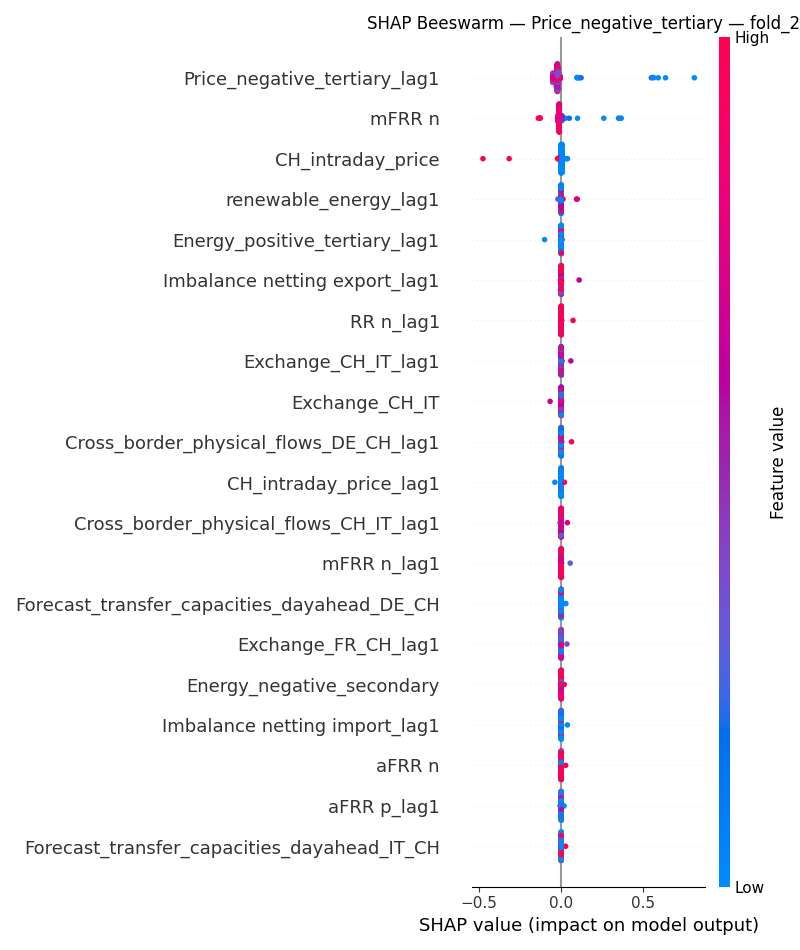 SHAP Beeswarm — Price_negative_tertiary — fold_2
High
Price_negative_tertiary_lag1
mFRR n
CH_intraday_price
renewable_energy_lag1
Energy_positive_tertiary_lag1
Imbalance netting export_lag1
RR n_lag1
Exchange_CH_IT_lag1
Exchange_CH_IT
Cross_border_physical_flows_DE_CH_lag1
CH_intraday_price_lag1
Cross_border_physical_flows_CH_IT_lag1
mFRR n_lag1
Forecast_transfer_capacities_dayahead_DE_CH
Exchange_FR_CH_lag1
Energy_negative_secondary
Imbalance netting import_lag1
aFRR n
aFRR p_lag1
Forecast_transfer_capacities_dayahead_IT_CH
Feature value
Low
−0.5 0.0 0.5
SHAP value (impact on model output)